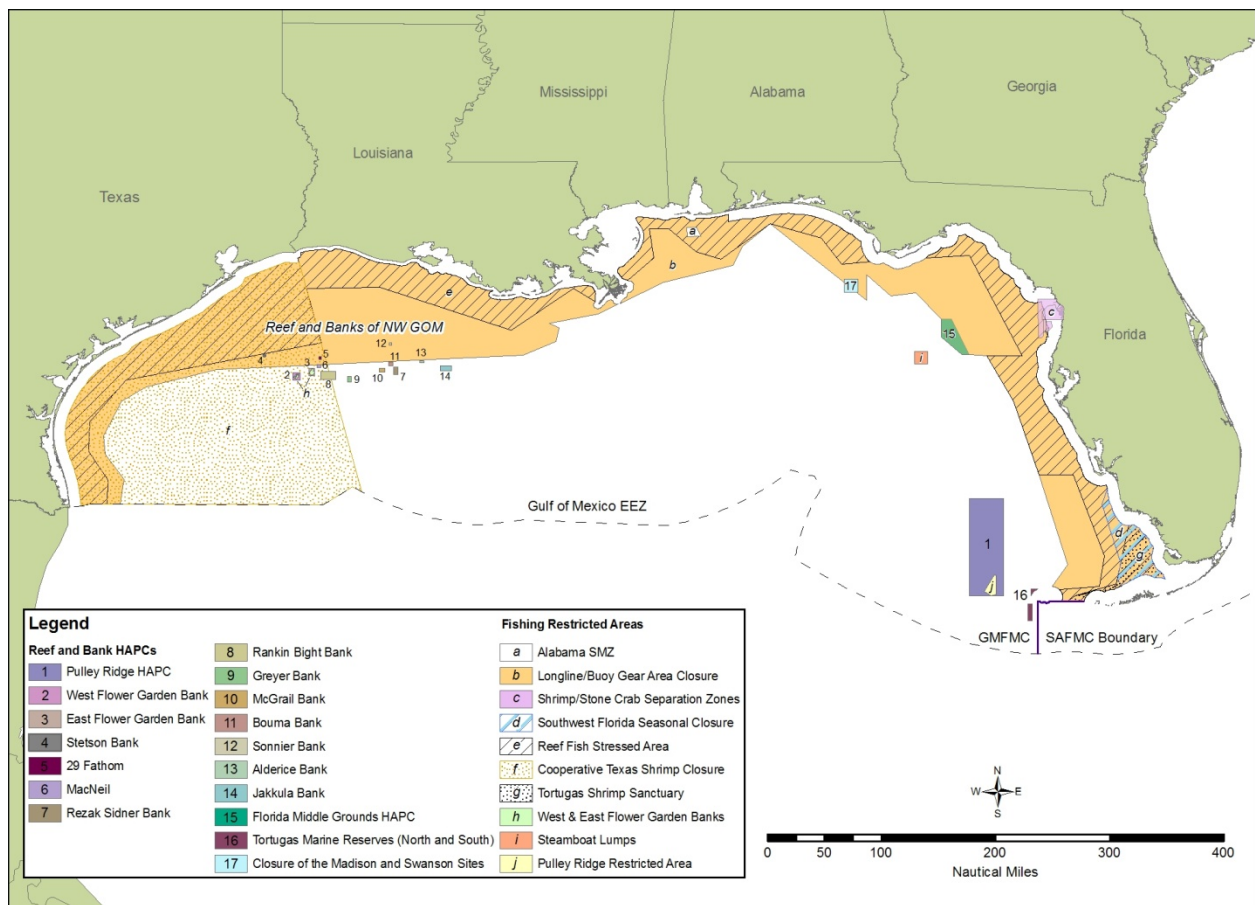 Mississippi
Alabama
Georgia
Louisiana
Texas
a
b
17
e
Reef and Banks of NW GOM
c
Florida
15
i
12
13
4
5
6
11
3
2
h
8
9
10
7
14
f
Gulf of Mexico EEZ
1
j
d
g
16
GMFMC
SAFMC Boundary
Legend
Reef and Bank HAPCs
1 Pulley Ridge HAPC
2 West Flower Garden Bank
3 East Flower Garden Bank
4 Stetson Bank
5 29 Fathom
6 MacNeil
7 Rezak Sidner Bank
8 Rankin Bight Bank
9 Greyer Bank
10 McGrail Bank
11 Bouma Bank
12 Sonnier Bank
13 Alderice Bank
14 Jakkula Bank
15 Florida Middle Grounds HAPC
16 Tortugas Marine Reserves (North and South)
17 Closure of the Madison and Swanson Sites
Fishing Restricted Areas
a Alabama SMZ
b Longline/Buoy Gear Area Closure
c Shrimp/Stone Crab Separation Zones
d Southwest Florida Seasonal Closure
e Reef Fish Stressed Area
f Cooperative Texas Shrimp Closure
g Tortugas Shrimp Sanctuary
h West & East Flower Garden Banks
i Steamboat Lumps
j Pulley Ridge Restricted Area
N
W E
S
0 50 100 200 300 400
Nautical Miles